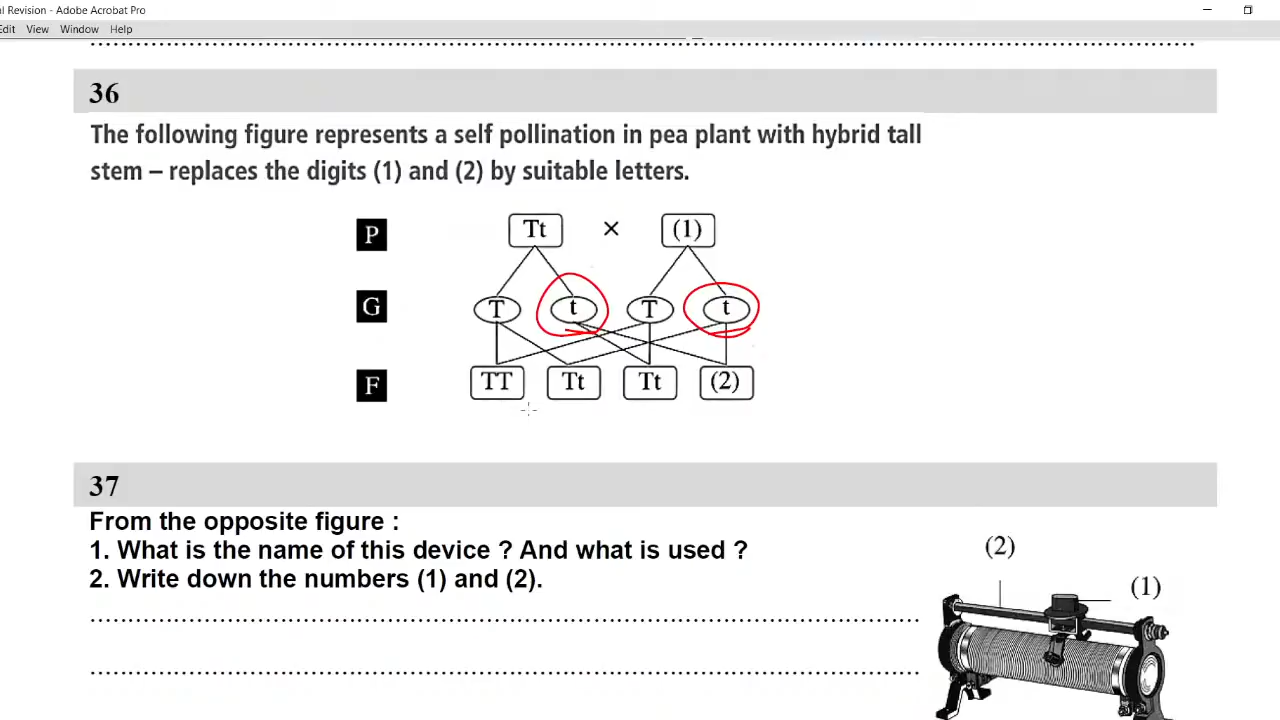 al Revision - Adobe Acrobat Pro
Edit View Window Help
36
The following figure represents a self pollination in pea plant with hybrid tall
stem – replaces the digits (1) and (2) by suitable letters.
P Tt × (1)
G T t T t
F TT Tt Tt (2)
37
From the opposite figure :
1. What is the name of this device ? And what is used ?
2. Write down the numbers (1) and (2).
(2)
(1)